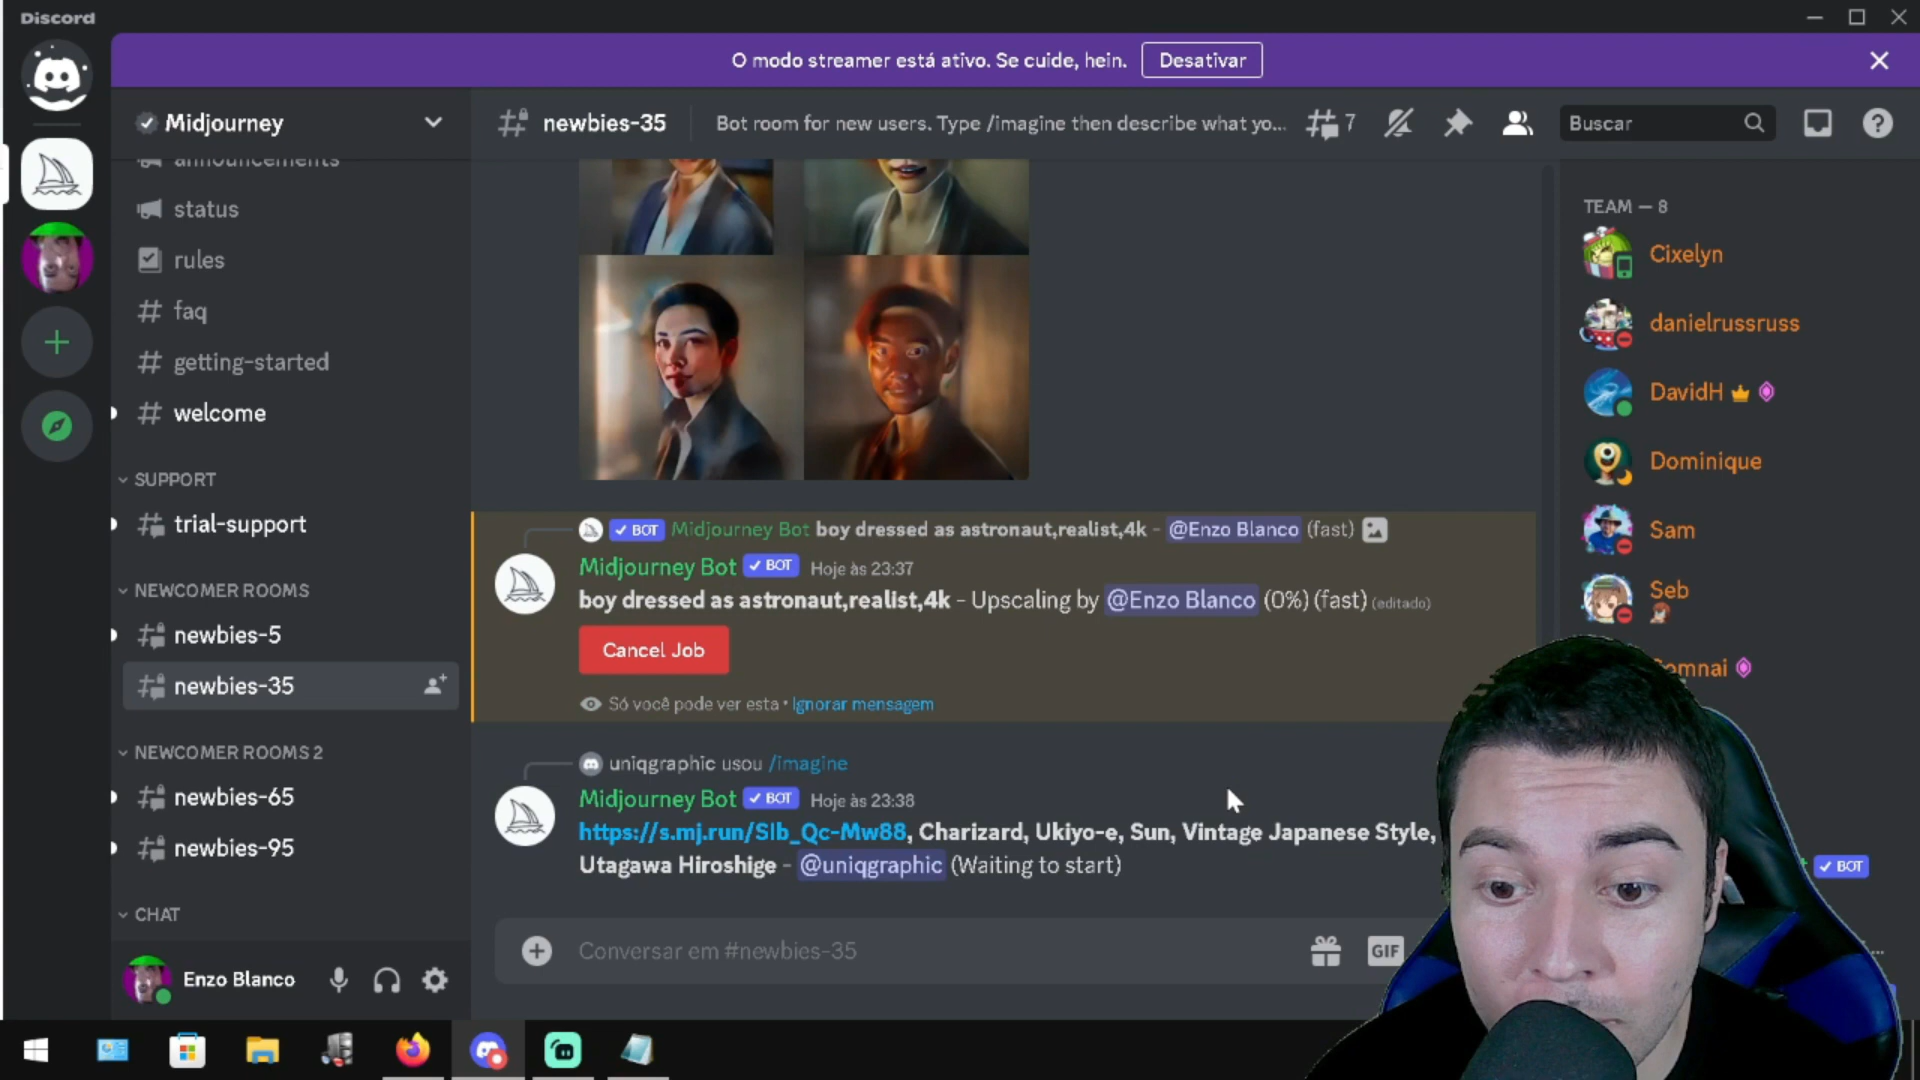 Discord
O modo streamer está ativo. Se cuide, hein. Desativar
Midjourney
newbies-35
Bot room for new users. Type /imagine then describe what yo...
7
Buscar
announcements
status
rules
faq
getting-started
welcome
SUPPORT
trial-support
NEWCOMER ROOMS
newbies-5
newbies-35
NEWCOMER ROOMS 2
newbies-65
newbies-95
CHAT
Enzo Blanco
BOT Midjourney Bot boy dressed as astronaut,realist,4k - @Enzo Blanco (fast)
Midjourney Bot BOT Hoje às 23:37
boy dressed as astronaut,realist,4k - Upscaling by @Enzo Blanco (0%) (fast) (editado)
Cancel Job
Só você pode ver esta • Ignorar mensagem
uniqgraphic usou /imagine
Midjourney Bot BOT Hoje às 23:38
https://s.mj.run/SIb_Qc-Mw88, Charizard, Ukiyo-e, Sun, Vintage Japanese Style,
Utagawa Hiroshige - @uniqgraphic (Waiting to start)
Conversar em #newbies-35
GIF
TEAM — 8
Cixelyn
danielrussruss
DavidH
Dominique
Sam
Seb
omnai
BOT